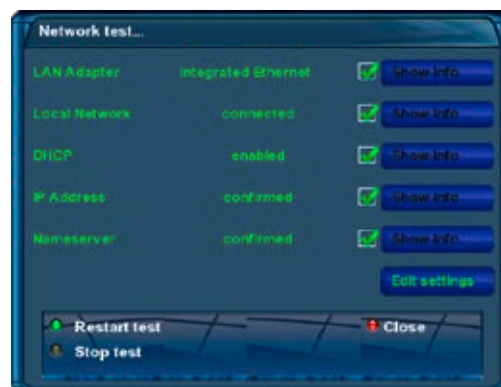 Network test...
LAN Adapter Integrated Ethernet Show Info
Local Network connected Show Info
DHCP enabled Show Info
IP Address confirmed Show Info
Nameserver confirmed Show Info
Edit settings
Restart test Close
Stop test